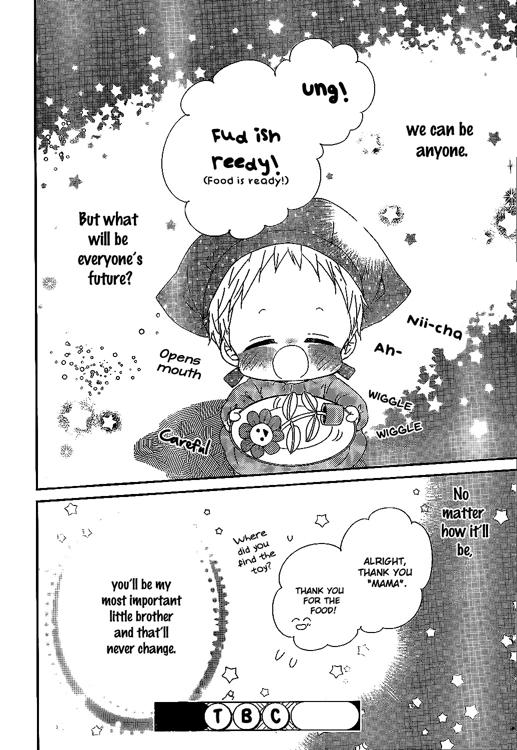 we can be
anyone.
ung!
Fud ish
reedy!
(Food is ready!)
But what
will be
everyone's
future?
Nii-cha
Ah-
Opens
mouth
WIGGLE
WIGGLE
Careful
No
matter
how it'll
be,
ALRIGHT,
THANK YOU
"MAMA".
THANK YOU
FOR THE
FOOD!
Where
did you
find the
toy?
you'll be my
most important
little brother
and that'll
never change.
TBC